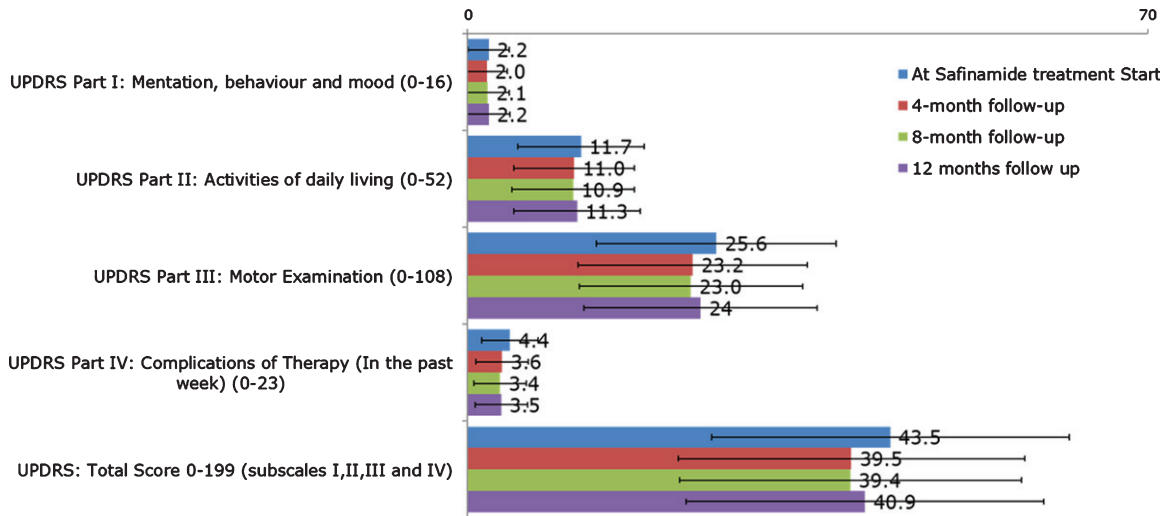 0
70
At Safinamide treatment Start
4-month follow-up
8-month follow-up
12 months follow up
UPDRS Part I: Mentation, behaviour and mood (0-16)
2.2
2.0
2.1
2.2
UPDRS Part II: Activities of daily living (0-52)
11.7
11.0
10.9
11.3
UPDRS Part III: Motor Examination (0-108)
25.6
23.2
23.0
24
UPDRS Part IV: Complications of Therapy (In the past
week) (0-23)
4.4
3.6
3.4
3.5
UPDRS: Total Score 0-199 (subscales I,II,III and IV)
43.5
39.5
39.4
40.9